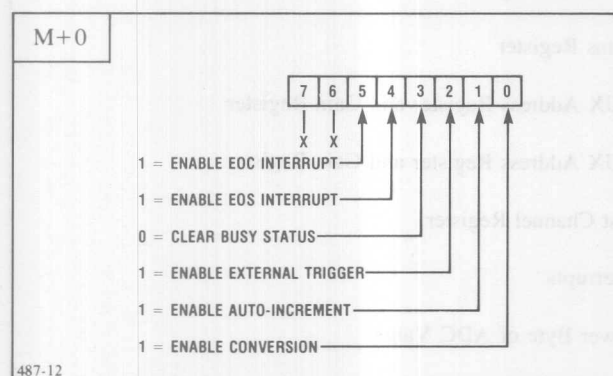 M+0
7 6 5 4 3 2 1 0
X X
1 = ENABLE EOC INTERRUPT
1 = ENABLE EOS INTERRUPT
0 = CLEAR BUSY STATUS
1 = ENABLE EXTERNAL TRIGGER
1 = ENABLE AUTO-INCREMENT
1 = ENABLE CONVERSION
487-12